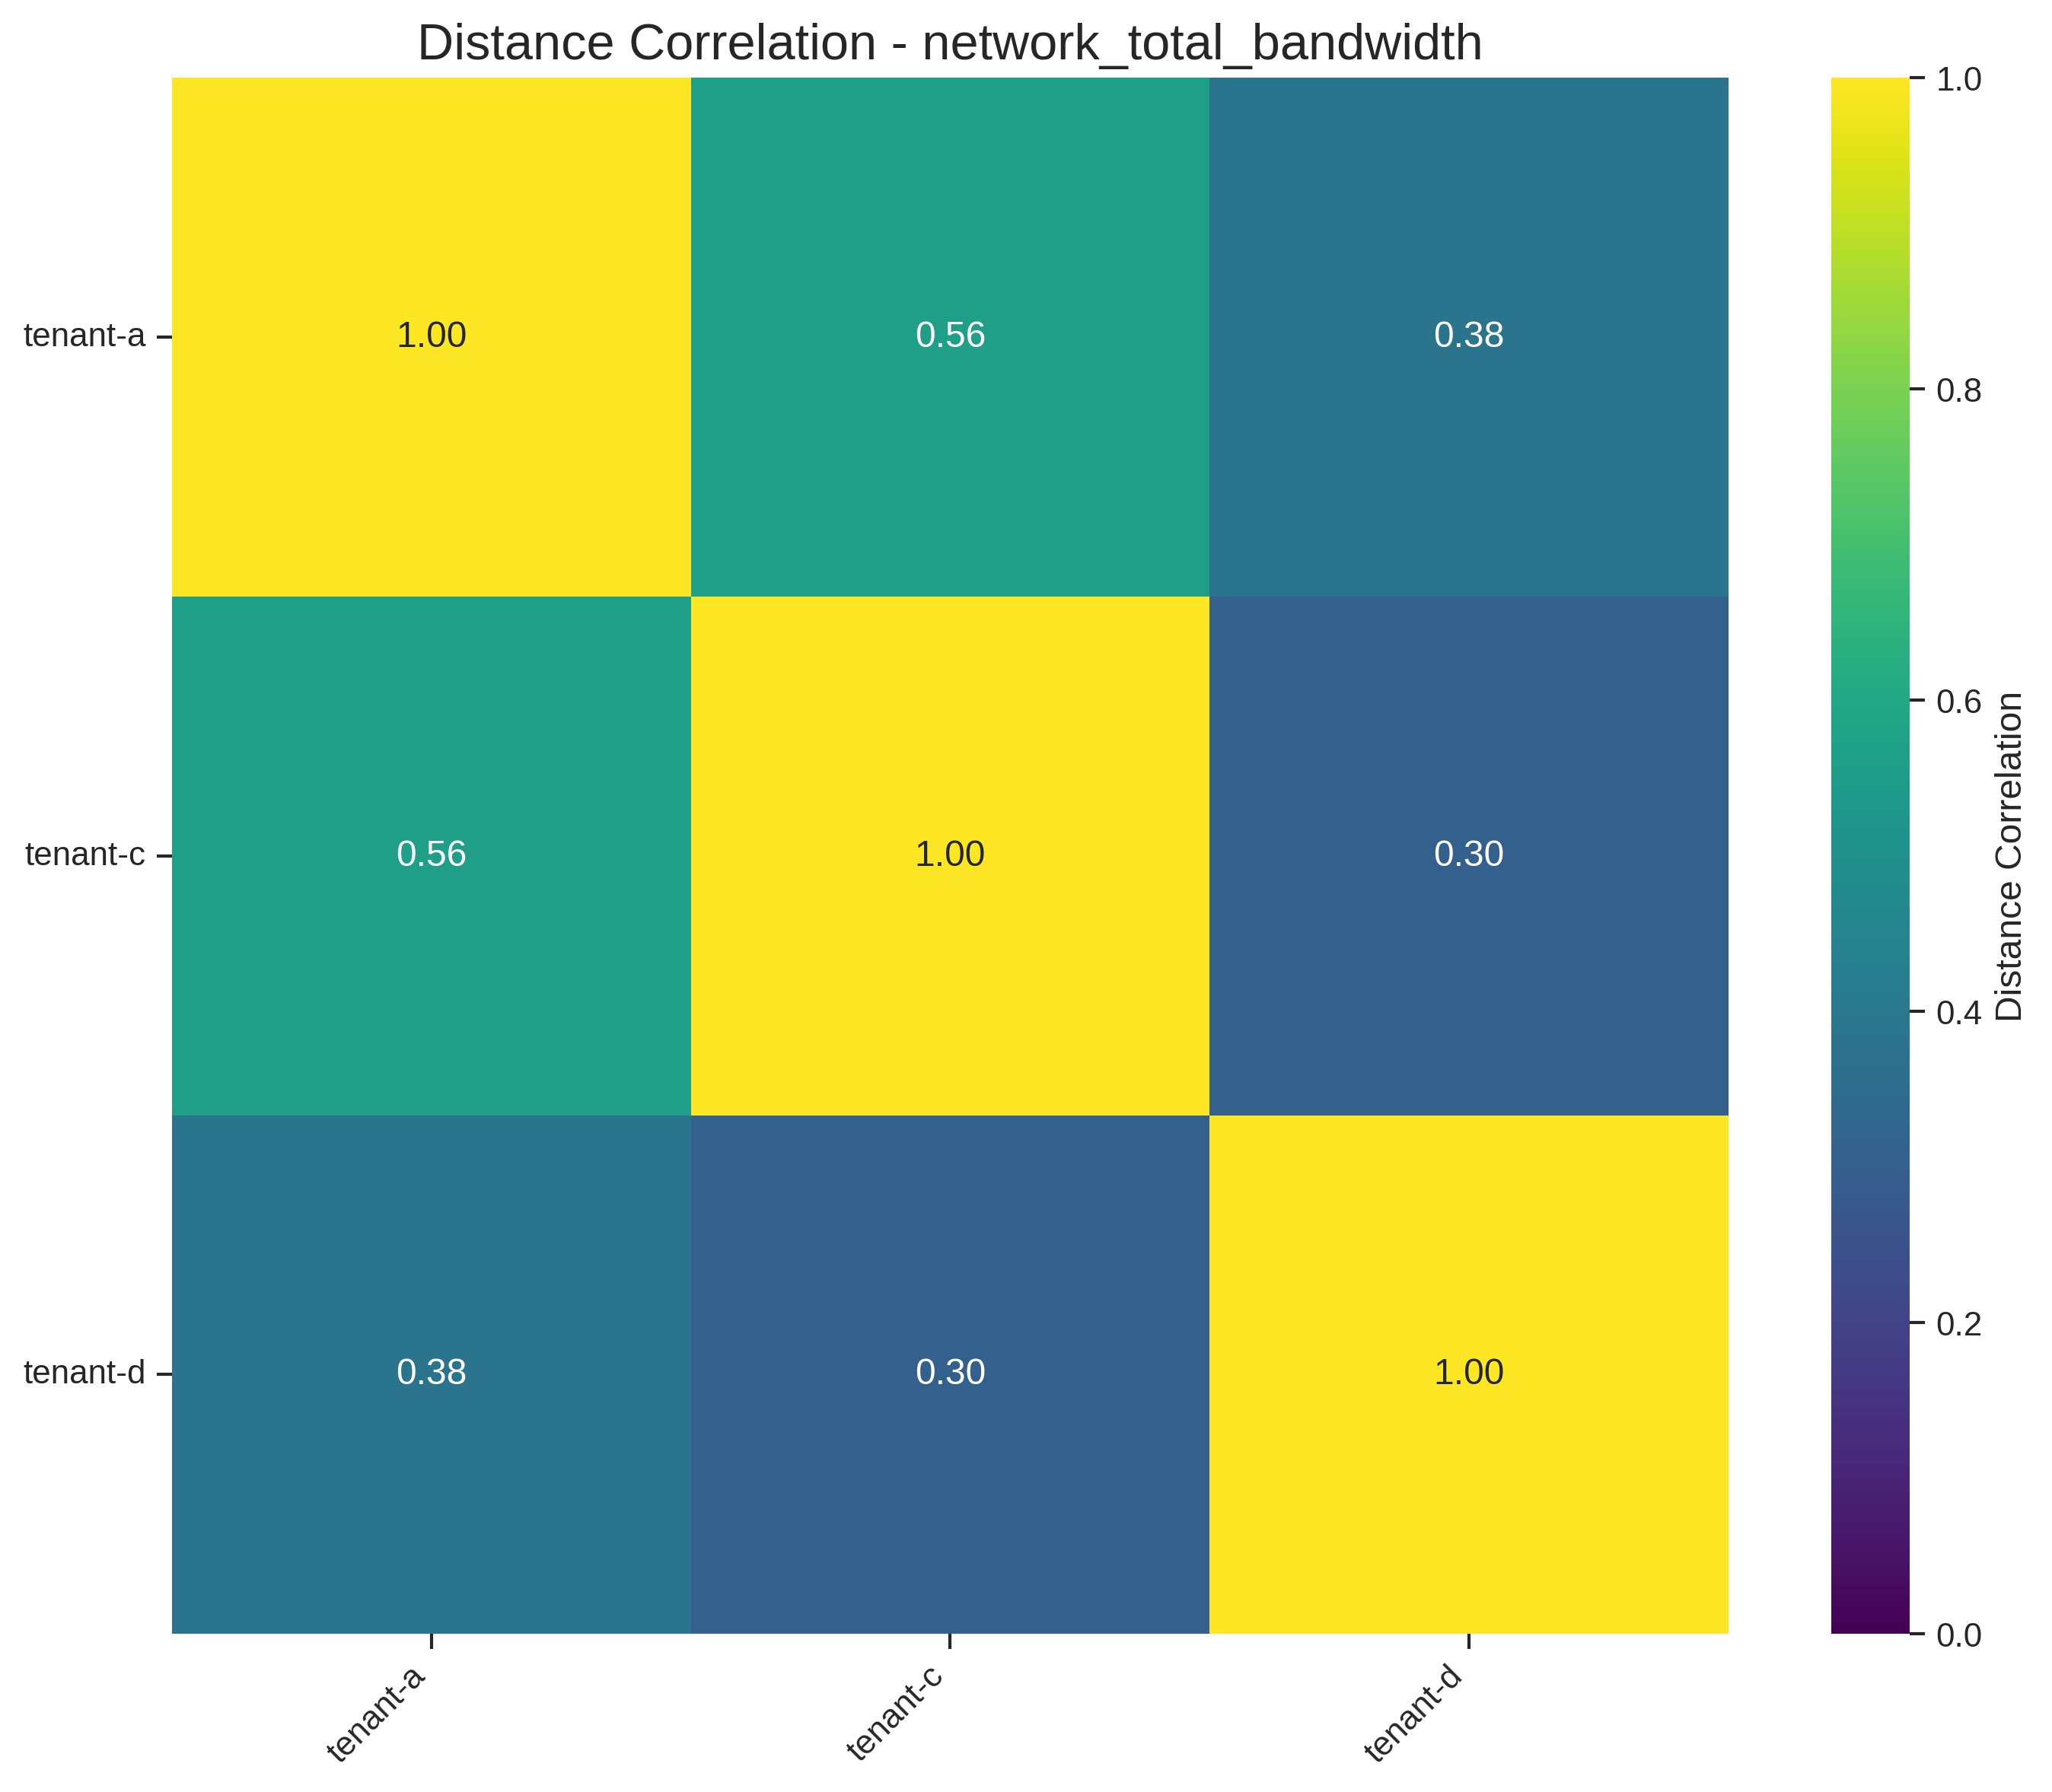 Distance Correlation - network_total_bandwidth
tenant-a
1.00
0.56
0.38
tenant-c
0.56
1.00
0.30
tenant-d
0.38
0.30
1.00
tenant-a
tenant-c
tenant-d
1.0
0.8
0.6
0.4
0.2
0.0
Distance Correlation